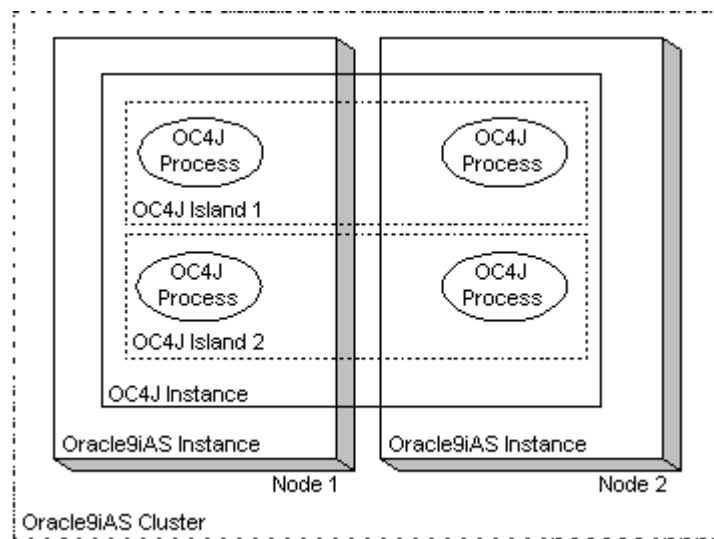 OC4J
Process
OC4J
Process
OC4J Island 1
OC4J
Process
OC4J
Process
OC4J Island 2
OC4J Instance
Oracle9iAS Instance
Oracle9iAS Instance
Node 1
Node 2
Oracle9iAS Cluster